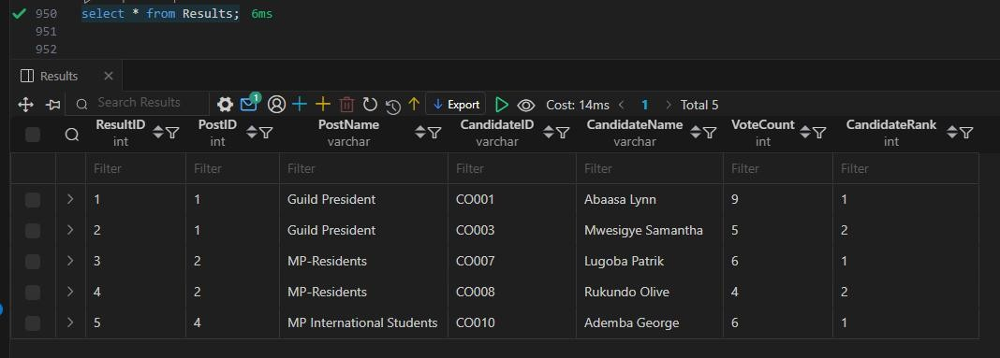 950 select * from Results; 6ms
951
952
Results
Search Results 1 Export Cost: 14ms 1 Total 5
ResultID PostID PostName CandidateID CandidateName VoteCount CandidateRank
int int varchar varchar varchar int int
Filter Filter Filter Filter Filter Filter Filter
1 1 Guild President CO001 Abaasa Lynn 9 1
2 1 Guild President CO003 Mwesigye Samantha 5 2
3 2 MP-Residents CO007 Lugoba Patrik 6 1
4 2 MP-Residents CO008 Rukundo Olive 4 2
5 4 MP International Students CO010 Ademba George 6 1